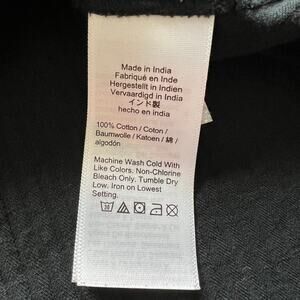 Made in India
Fabriqué en Inde
Hergestellt in Indien
Vervaardigd in India
インド製
hecho en india
100% Cotton / Coton /
Baumwolle / Katoen / 綿 /
algodón
Machine Wash Cold With
Like Colors. Non-Chlorine
Bleach Only. Tumble Dry
Low. Iron on Lowest
Setting.